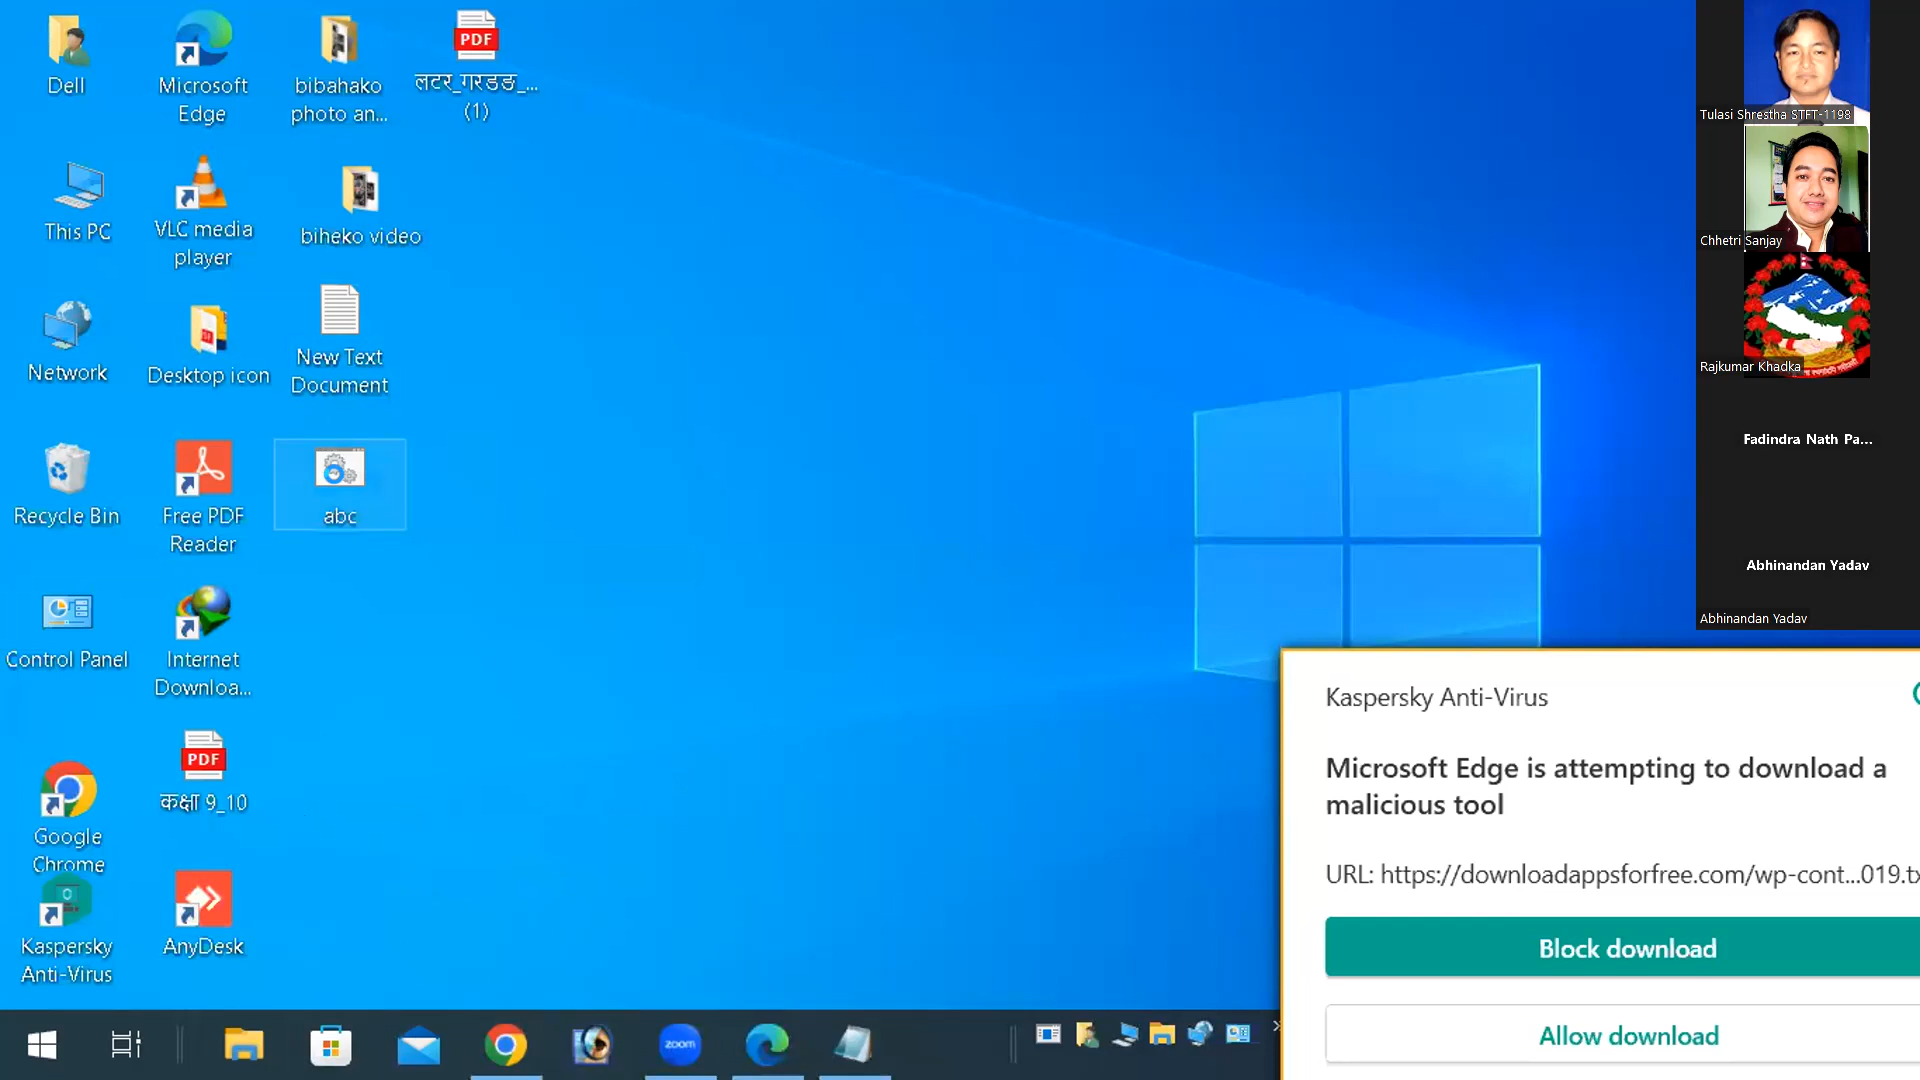 Dell
Microsoft
Edge
bibahako
photo an...
PDF
लटर_गरडङ_...
(1)
This PC
VLC media
player
biheko video
Network
Desktop icon
New Text
Document
Recycle Bin
Free PDF
Reader
abc
Control Panel
Internet
Downloa...
PDF
कक्षा 9_10
Google
Chrome
Kaspersky
Anti-Virus
AnyDesk
zoom
Tulasi Shrestha STFT-1198
Chhetri Sanjay
Rajkumar Khadka
Fadindra Nath Pa...
Abhinandan Yadav
Abhinandan Yadav
Kaspersky Anti-Virus
Microsoft Edge is attempting to download a
malicious tool
URL: https://downloadappsforfree.com/wp-cont...019.tx
Block download
Allow download